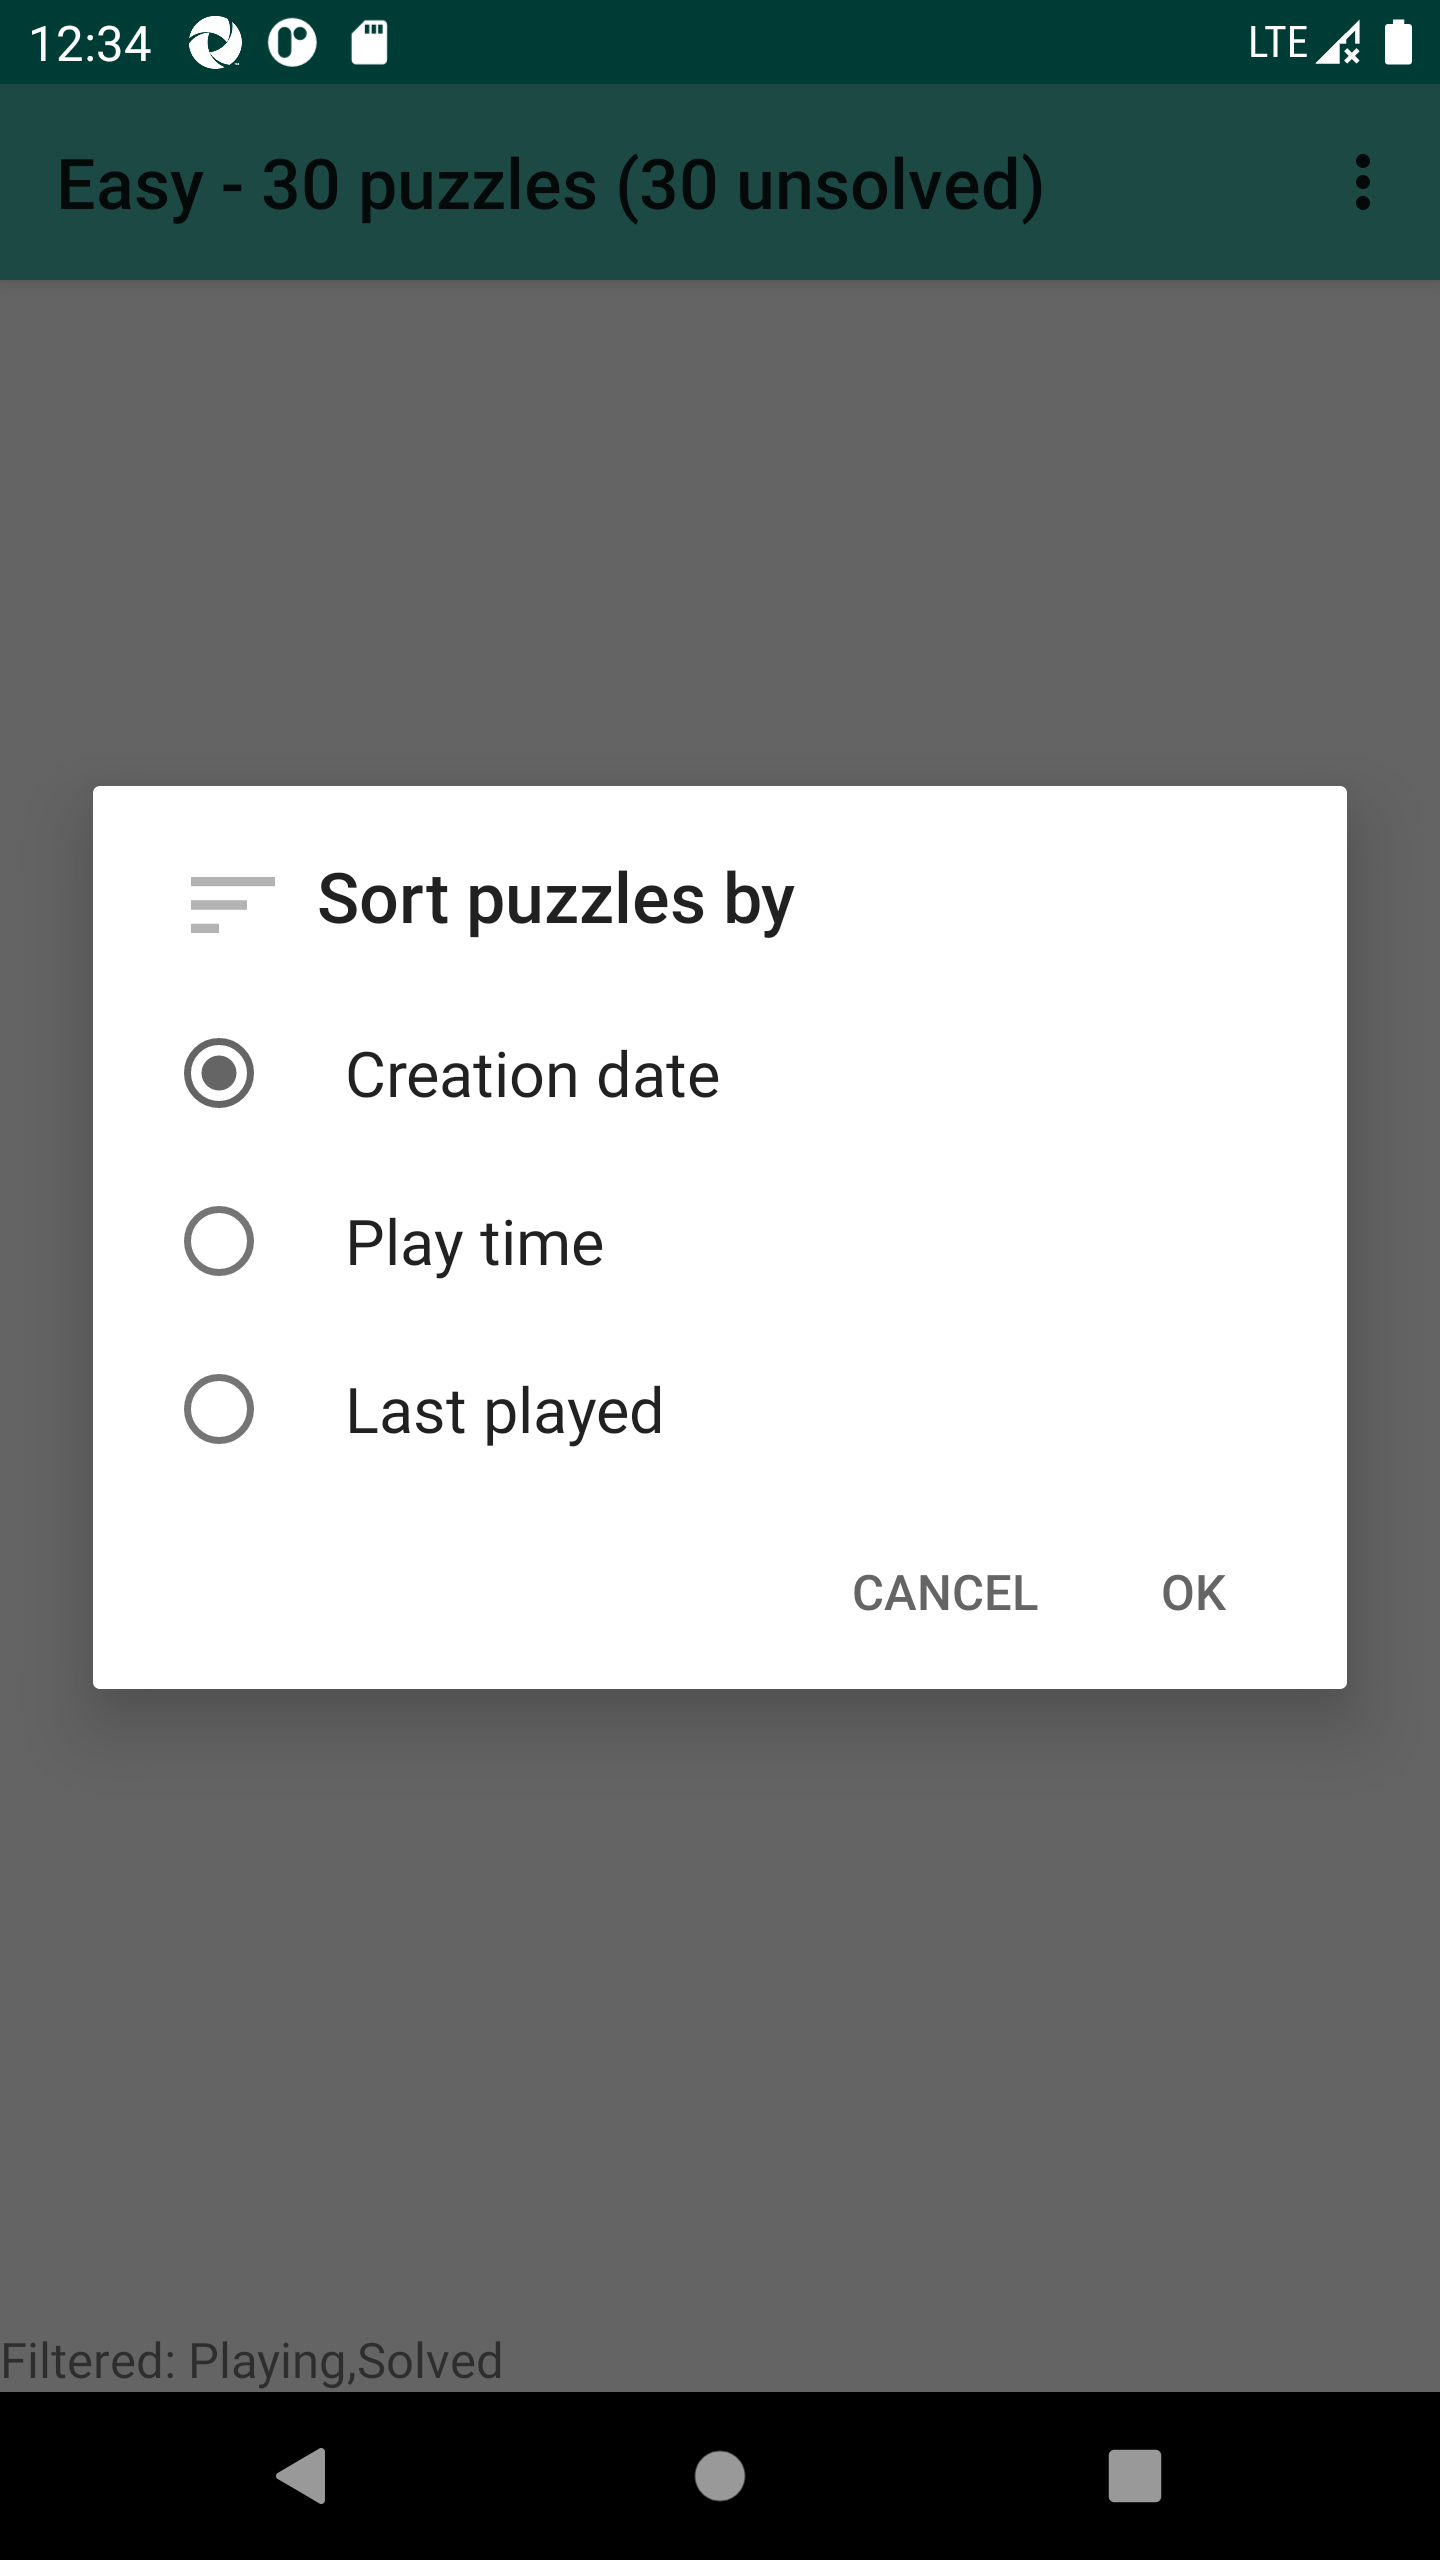 12:34
LTE
Easy - 30 puzzles (30 unsolved)
Sort puzzles by
Creation date
Play time
Last played
CANCEL
OK
Filtered: Playing,Solved